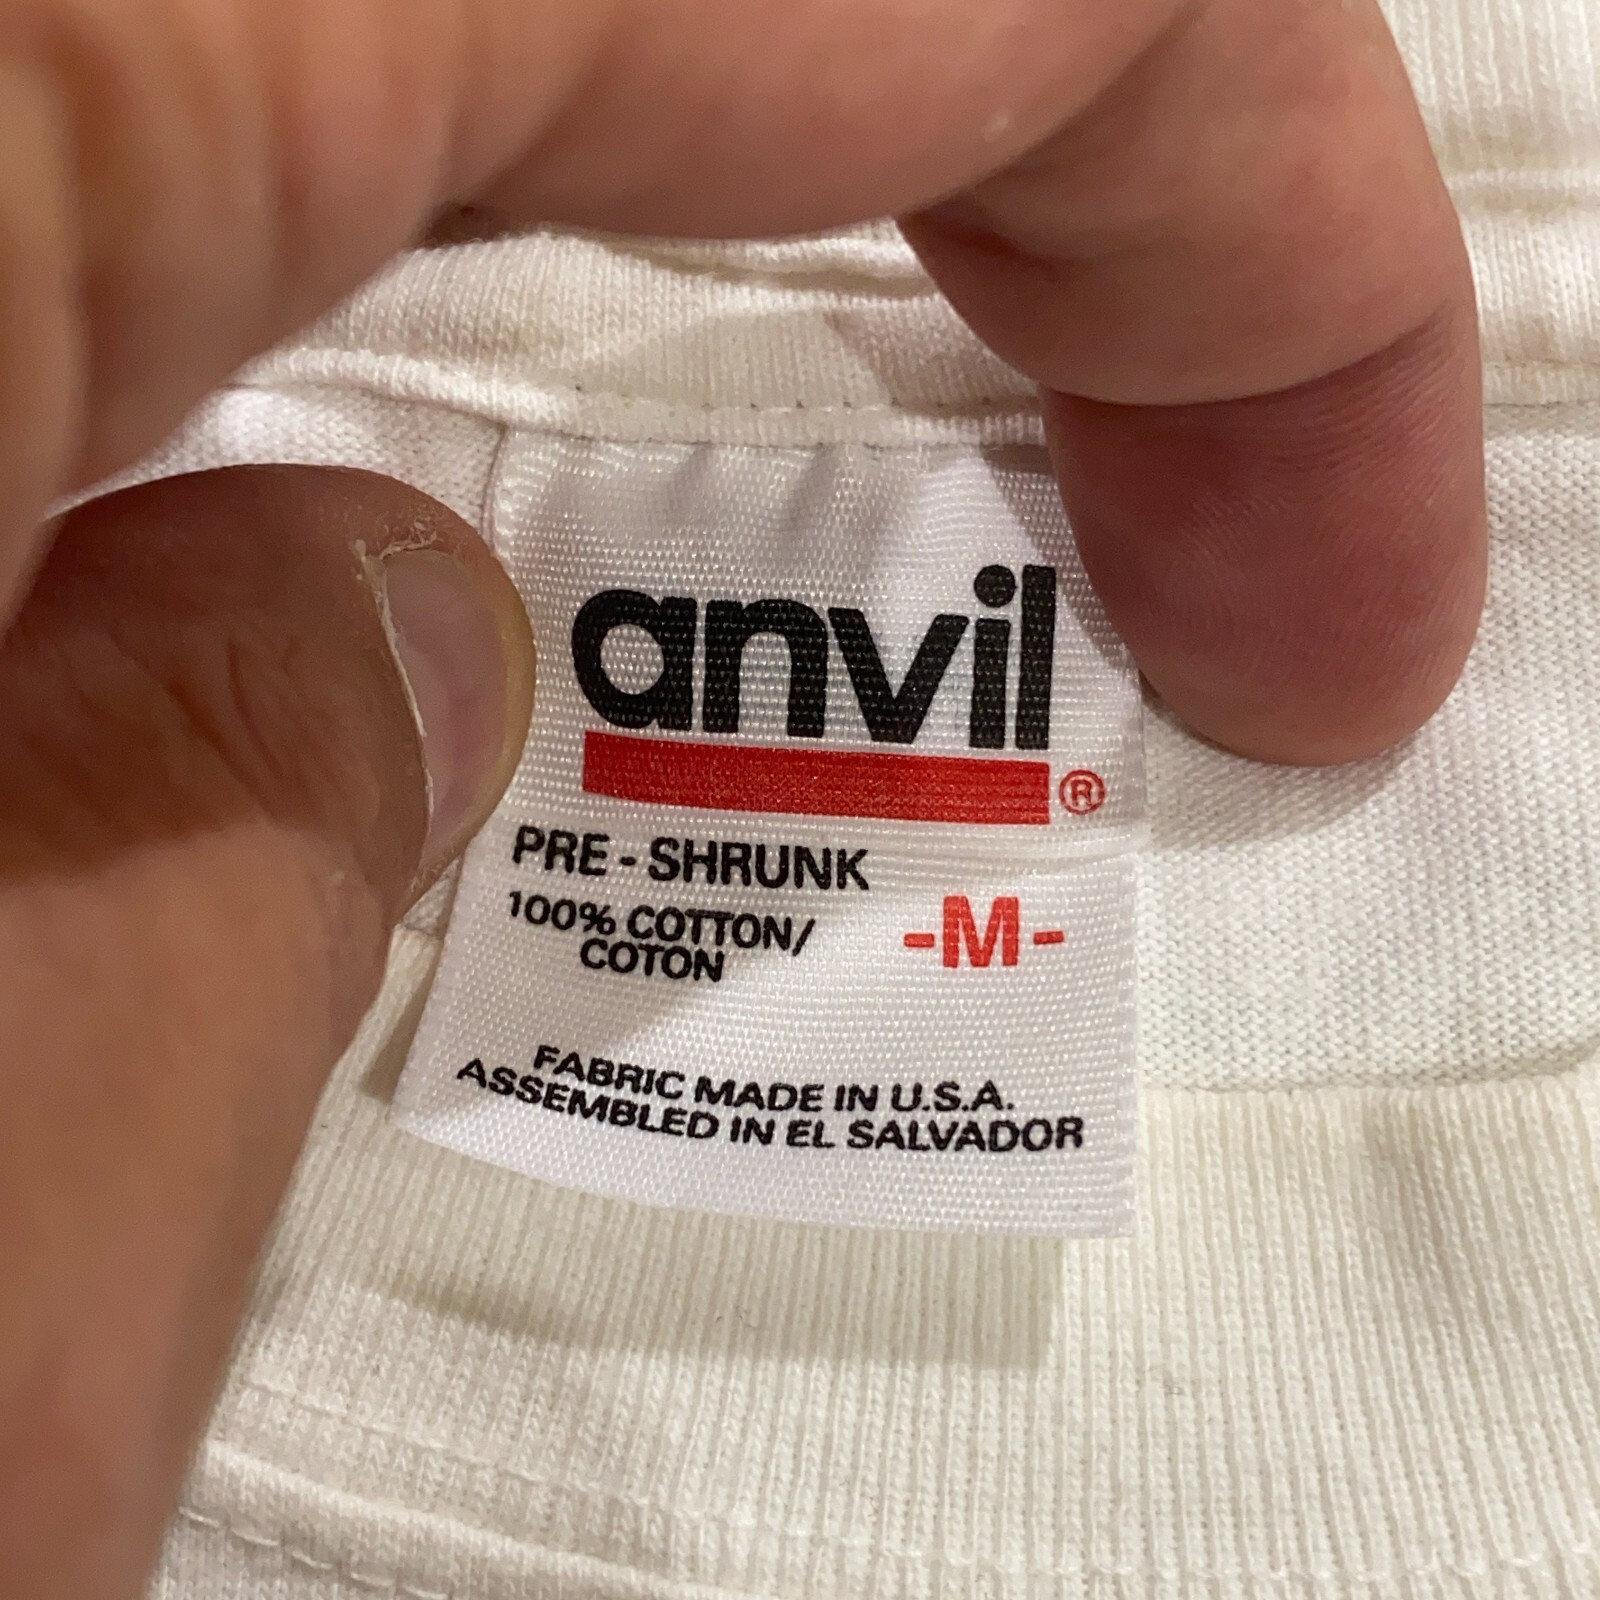 anvil®
PRE-SHRUNK
100% COTTON/
COTON
-M-
FABRIC MADE IN U.S.A.
ASSEMBLED IN EL SALVADOR